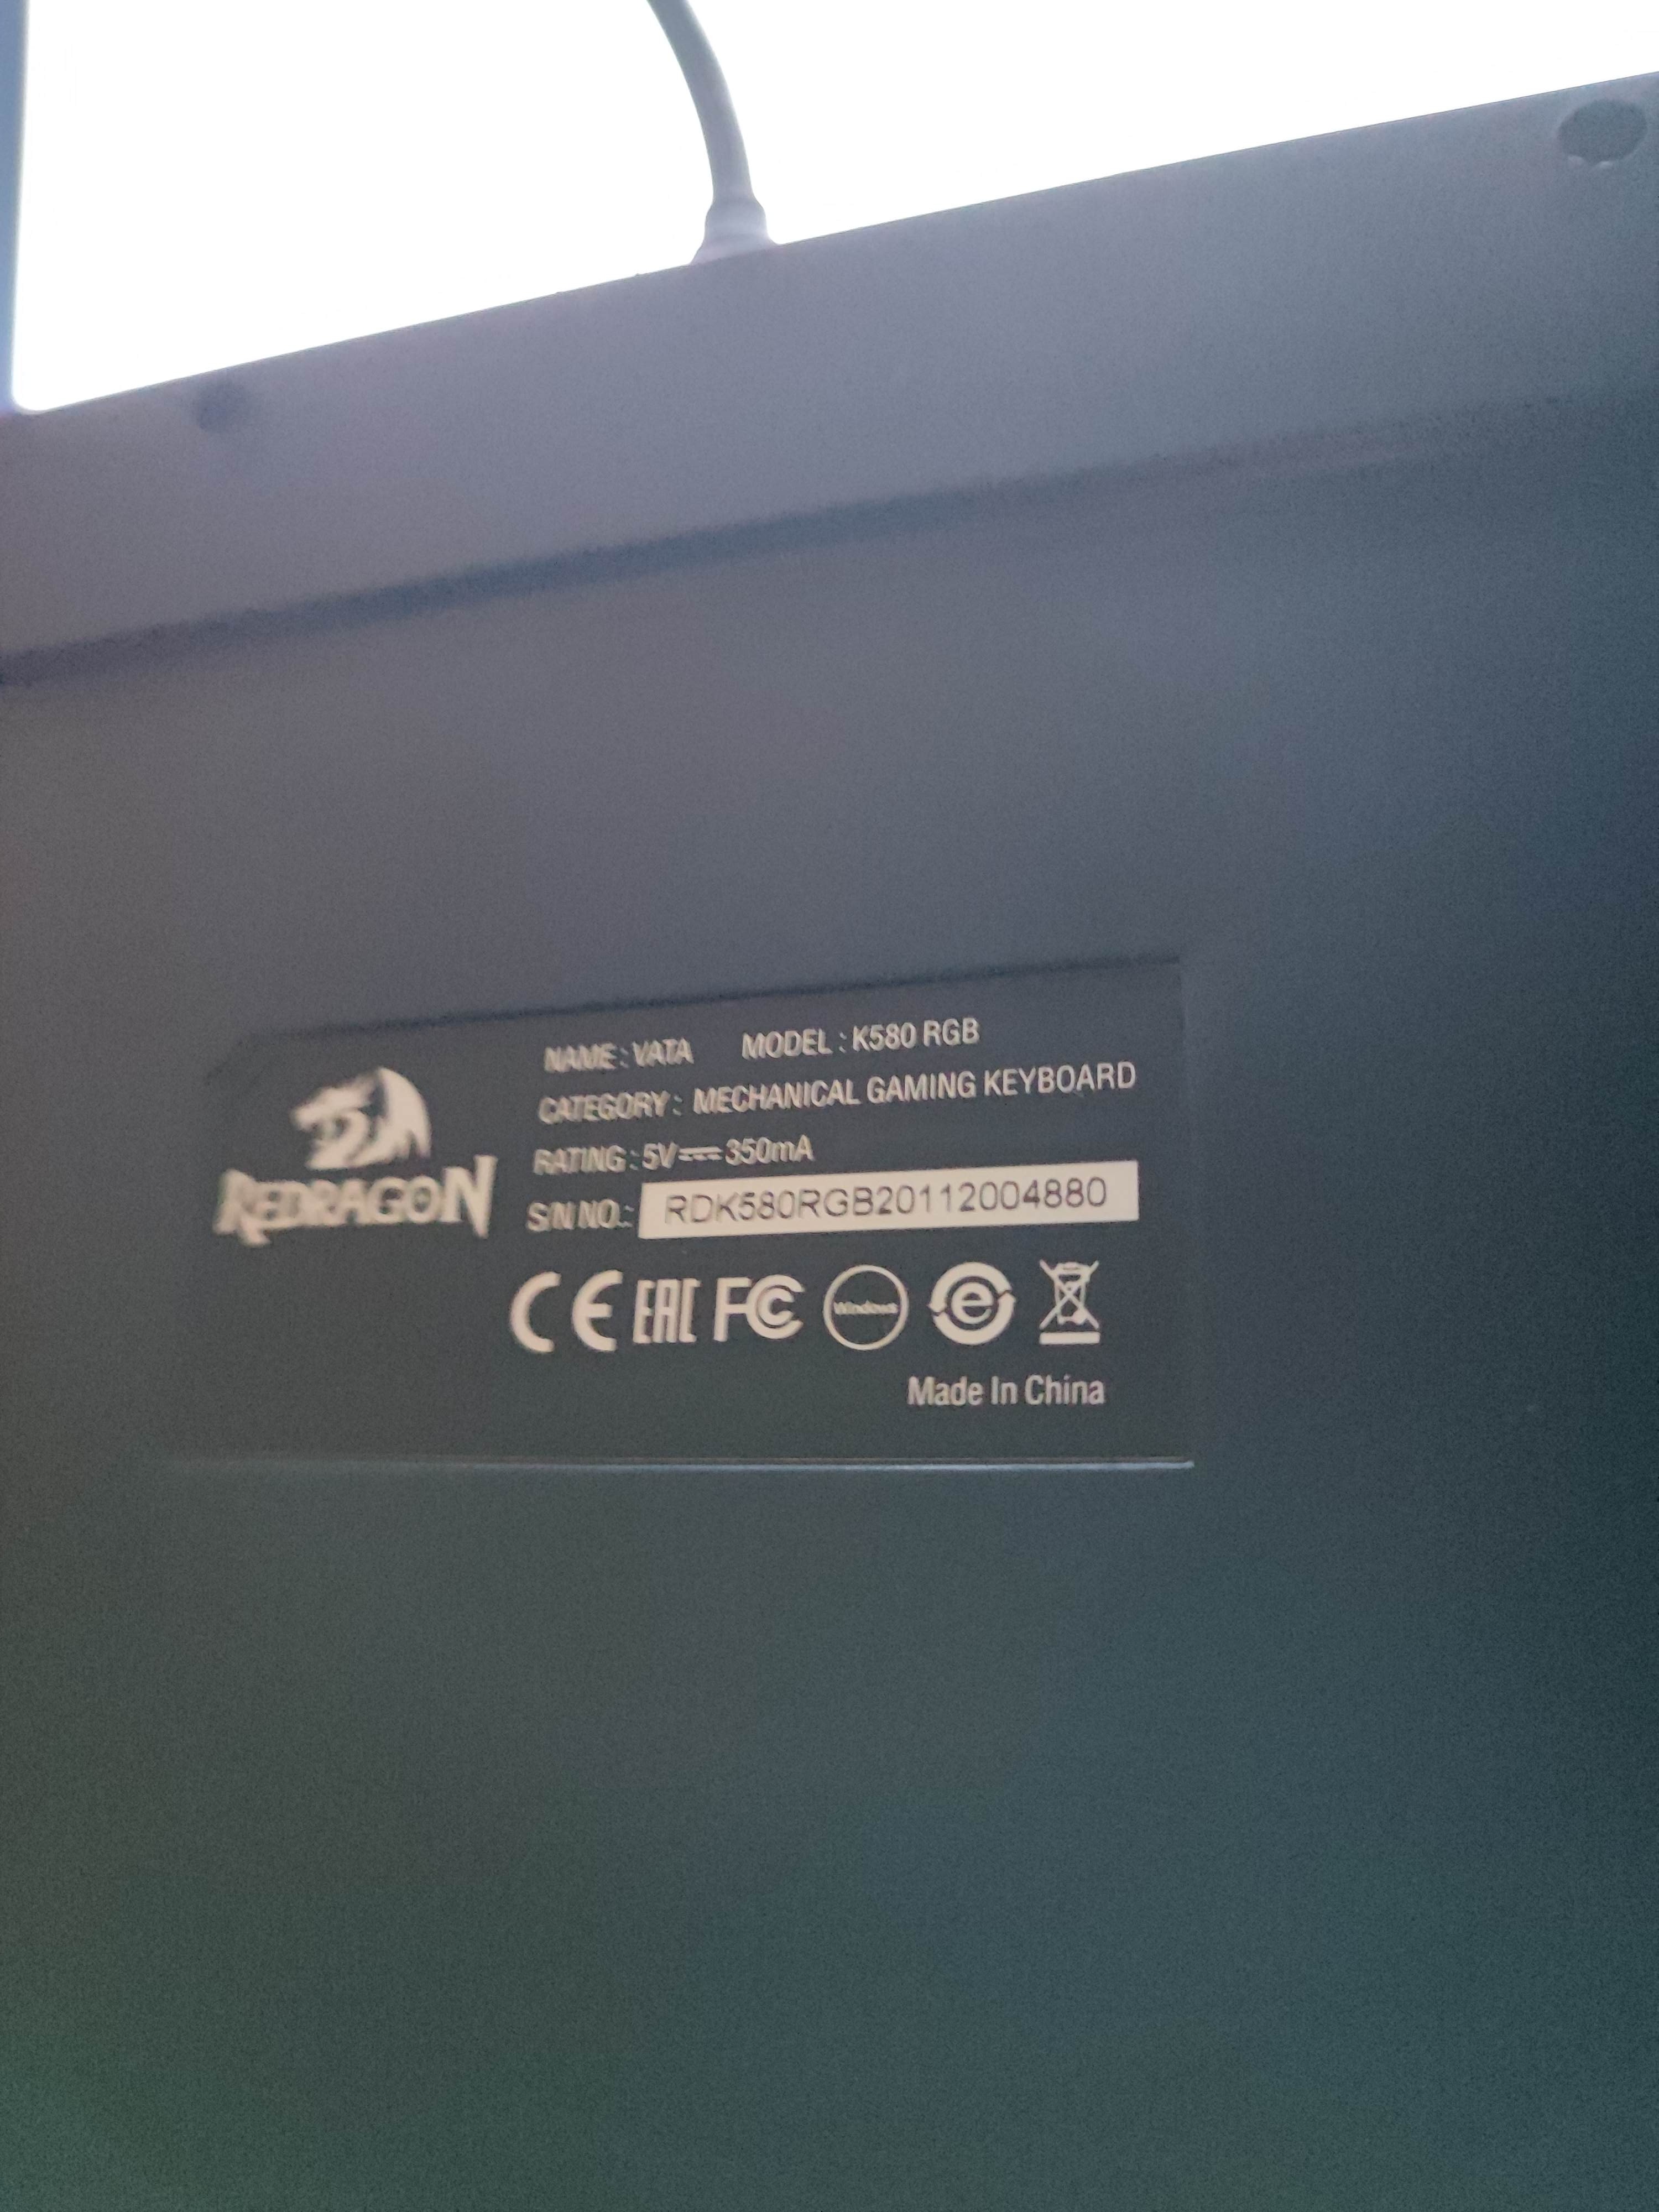 NAME : VATA MODEL : K580 RGB
CATEGORY : MECHANICAL GAMING KEYBOARD
RATING : 5V⎓350mA
REDRAGON
S/N NO.: RDK580RGB20112004880
CE EAC FC Windows e
Made In China